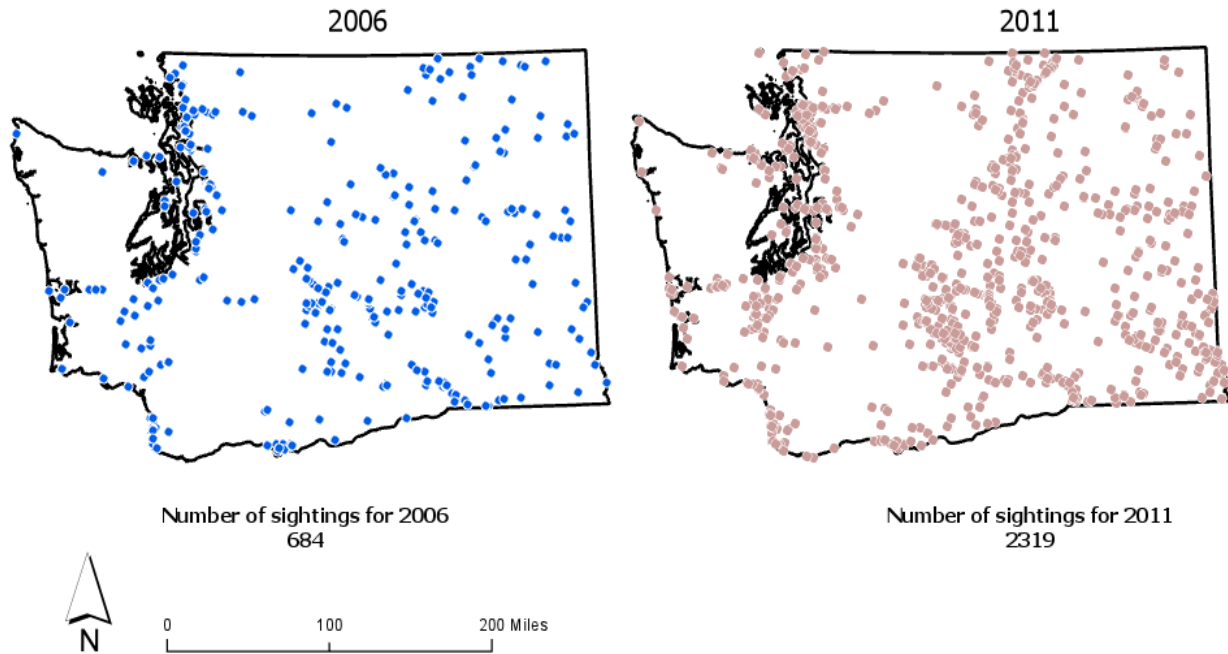 2006
2011
Number of sightings for 2006
684
Number of sightings for 2011
2319
N
0 100 200 Miles